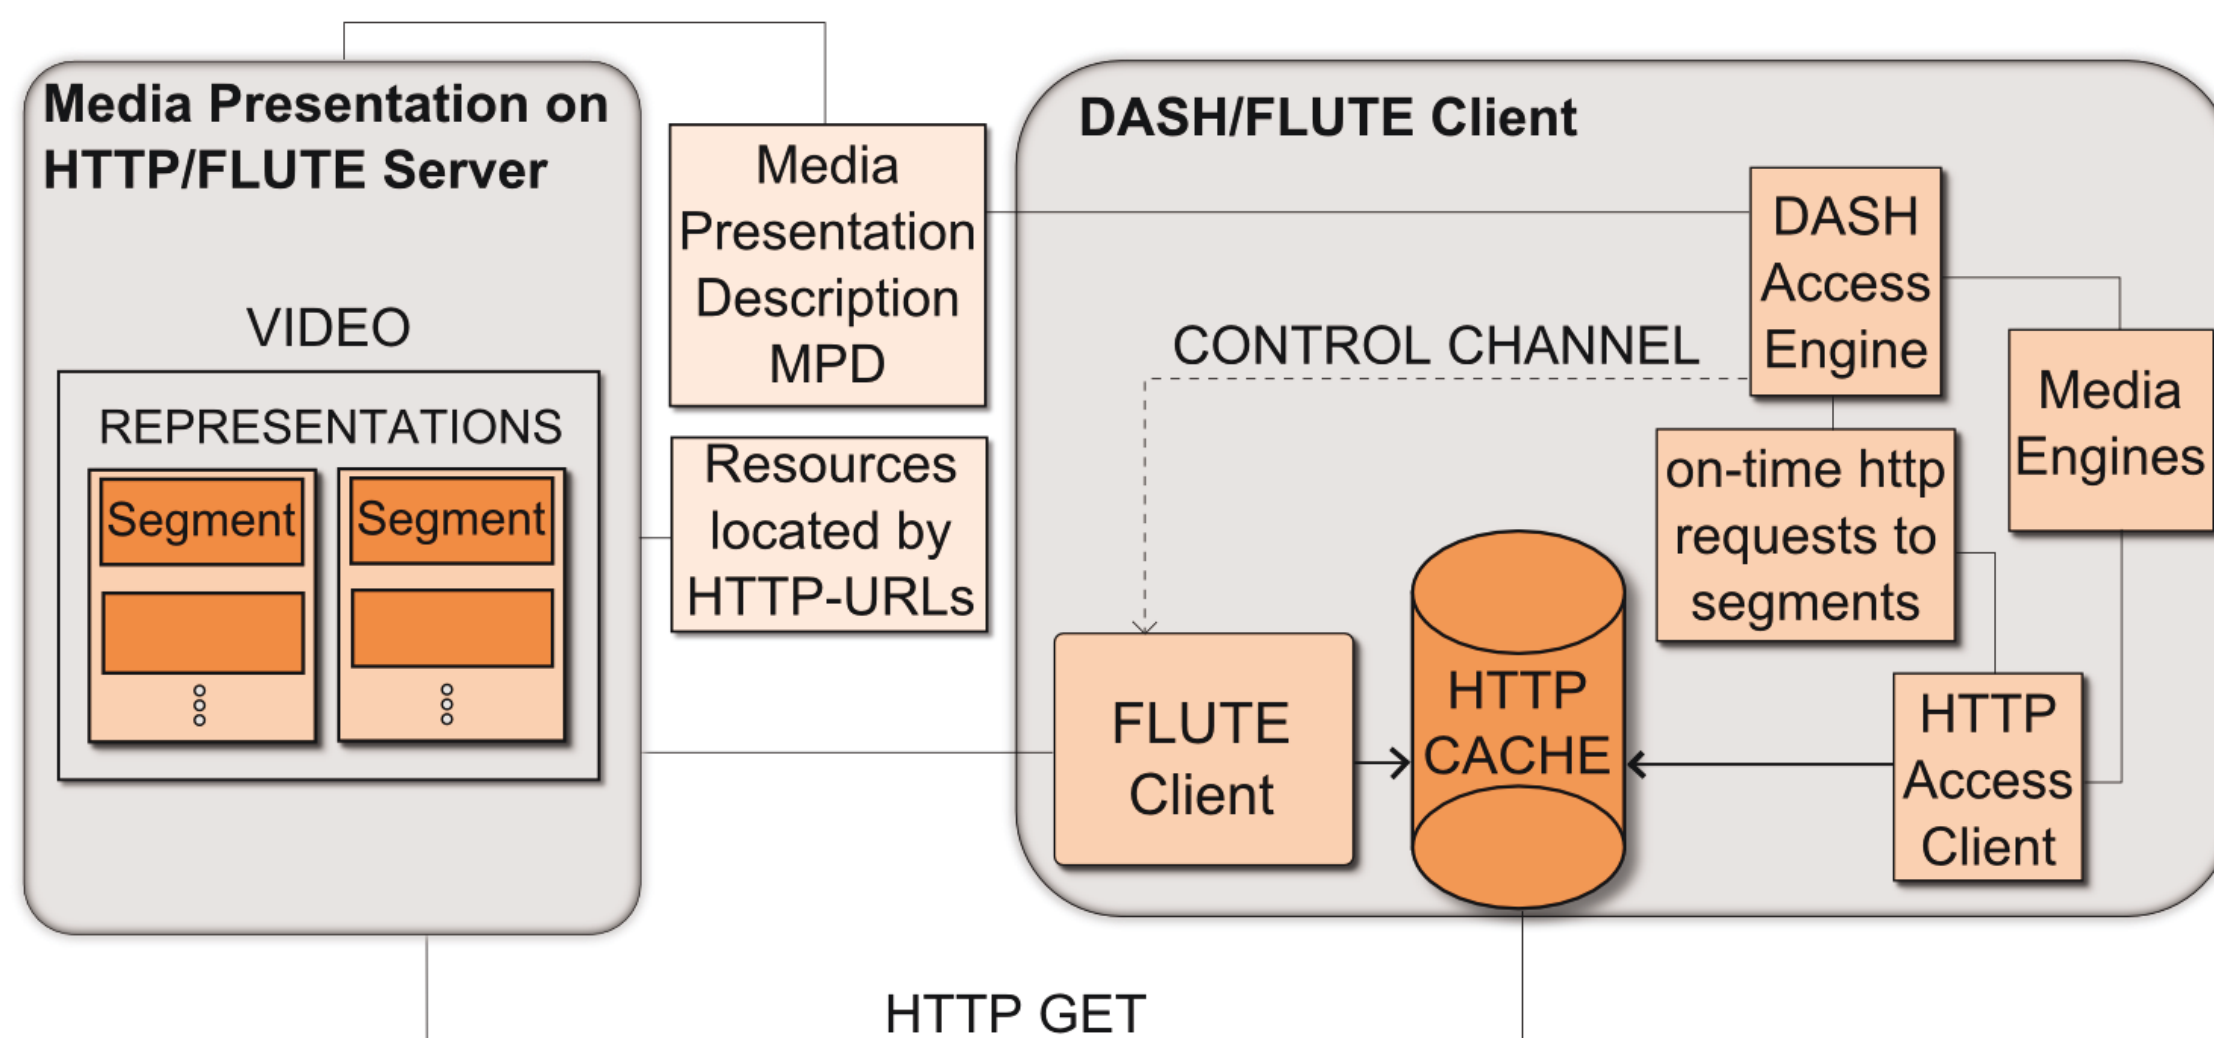 Media Presentation on
HTTP/FLUTE Server
VIDEO
REPRESENTATIONS
Segment
Segment
Media
Presentation
Description
MPD
Resources
located by
HTTP-URLs
DASH/FLUTE Client
DASH
Access
Engine
CONTROL CHANNEL
Media
Engines
on-time http
requests to
segments
FLUTE
Client
HTTP
CACHE
HTTP
Access
Client
HTTP GET